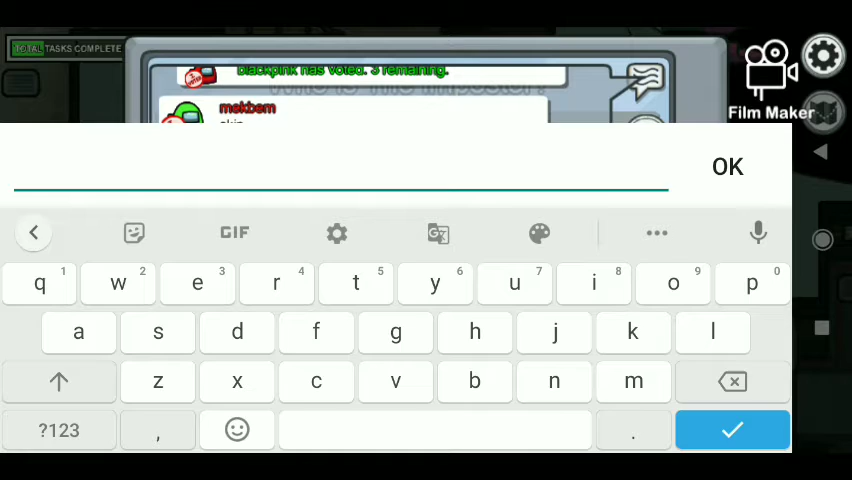 TOTAL TASKS COMPLETE
blackpink has voted. 3 remaining.
Who Is The Impostor?
mekbem
skip
Film Maker
OK
GIF
q 1 w 2 e 3 r 4 t 5 y 6 u 7 i 8 o 9 p 0
a s d f g h j k l
z x c v b n m
?123 , .